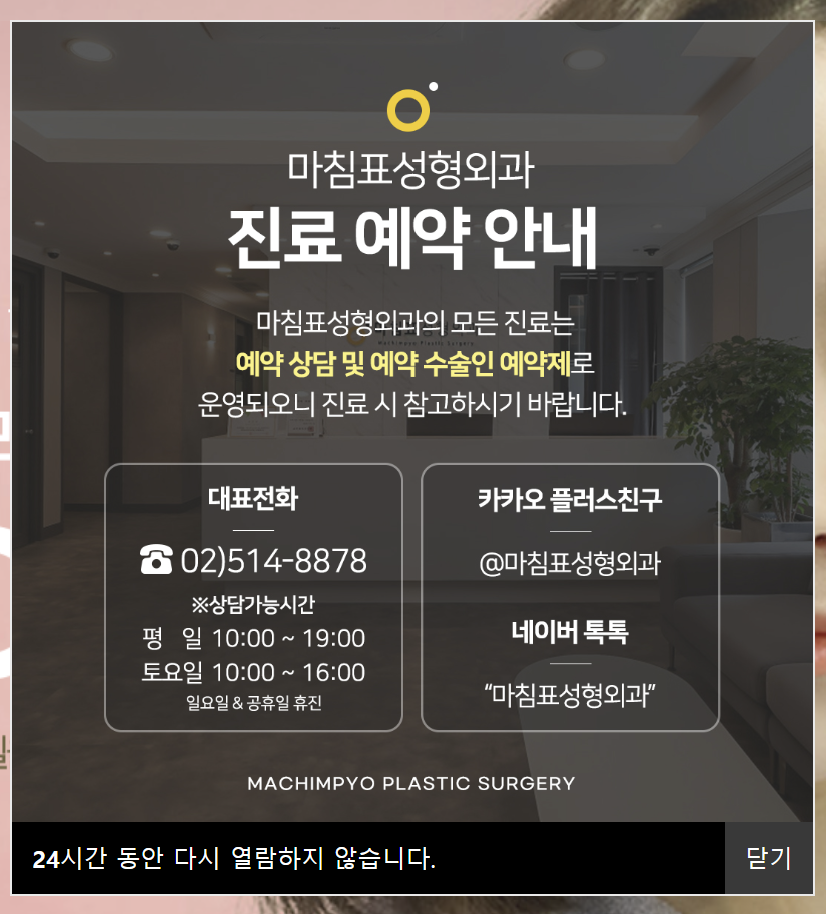 마침표성형외과
진료 예약 안내
마침표성형외과의 모든 진료는
예약 상담 및 예약 수술인 예약제로
운영되오니 진료 시 참고하시기 바랍니다.
대표전화
02)514-8878
※상담가능시간
평 일 10:00 ~ 19:00
토요일 10:00 ~ 16:00
일요일 & 공휴일 휴진
카카오 플러스친구
@마침표성형외과
네이버 톡톡
“마침표성형외과”
MACHIMPYO PLASTIC SURGERY
24시간 동안 다시 열람하지 않습니다.
닫기